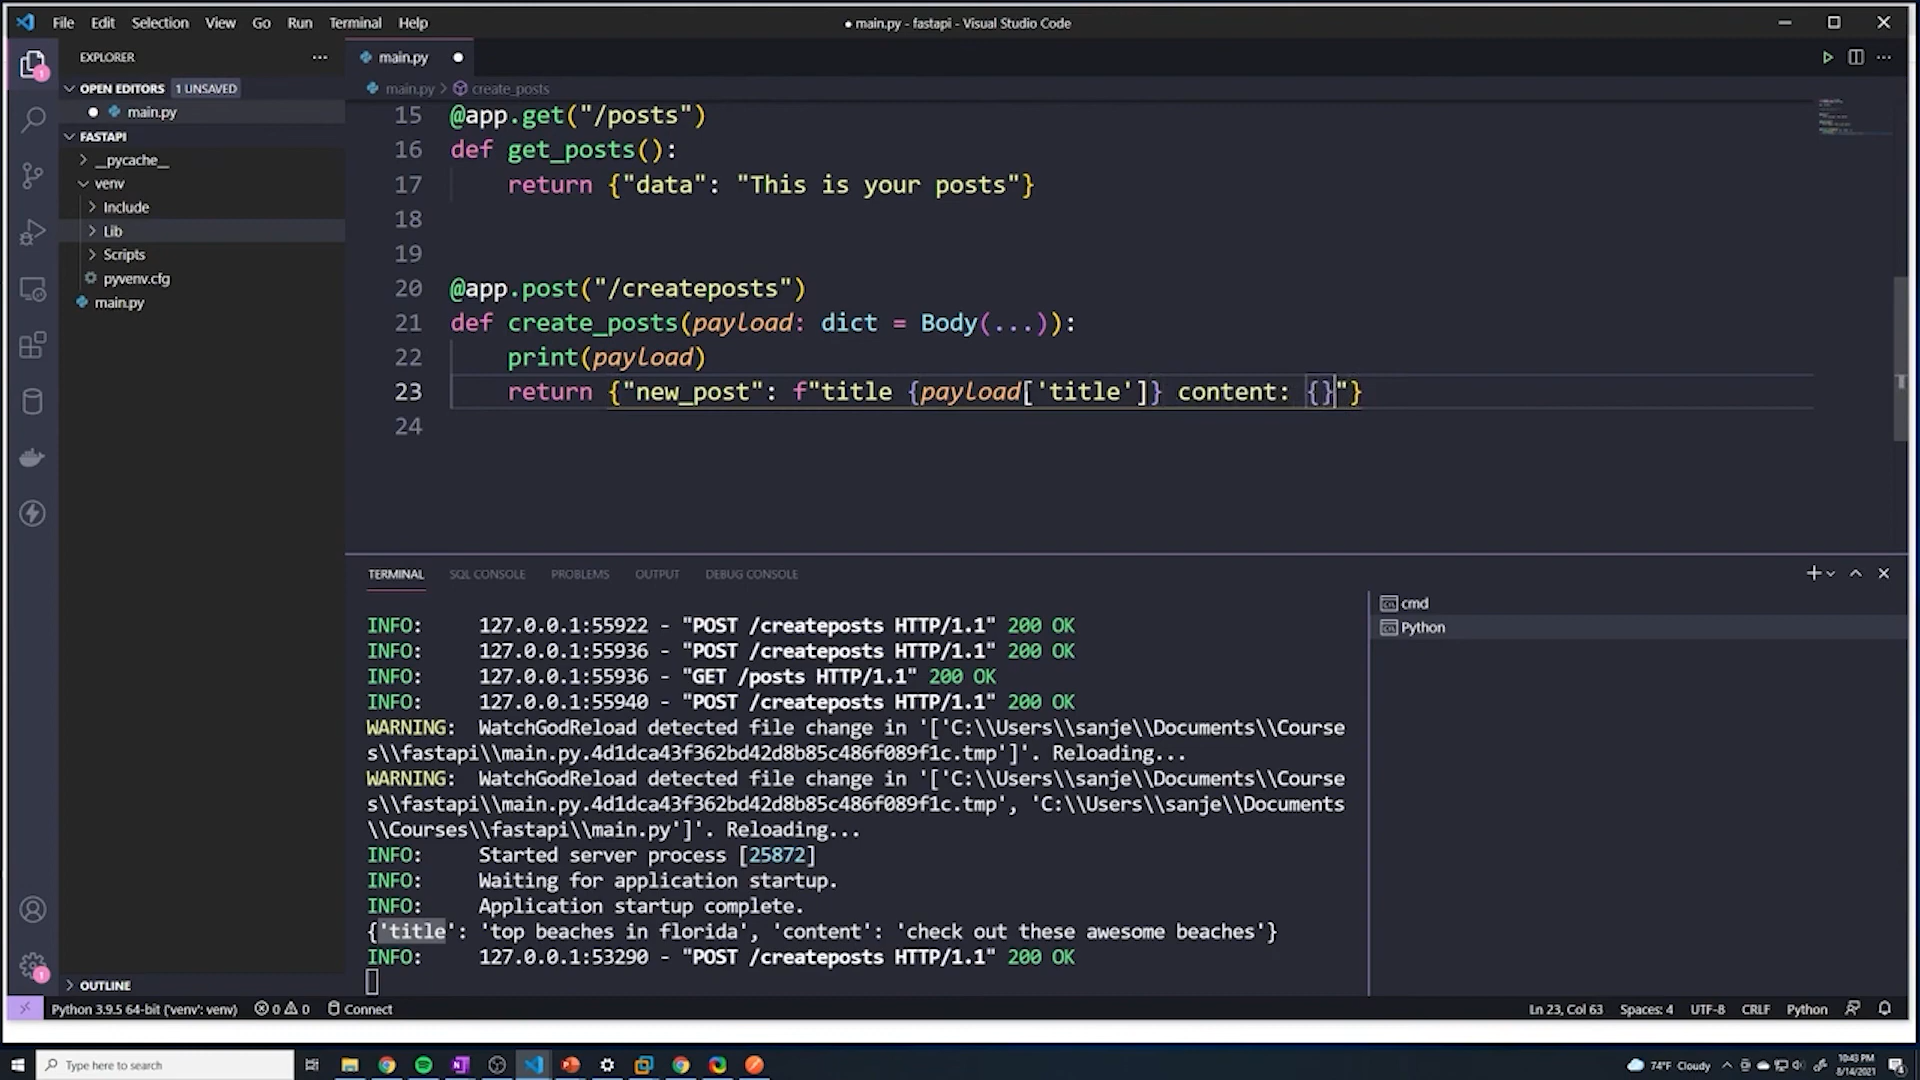 File Edit Selection View Go Run Terminal Help
● main.py - fastapi - Visual Studio Code
EXPLORER
OPEN EDITORS 1 UNSAVED
main.py
FASTAPI
__pycache__
venv
Include
Lib
Scripts
pyvenv.cfg
main.py
OUTLINE
main.py
main.py > create_posts
15 @app.get("/posts")
16 def get_posts():
17 return {"data": "This is your posts"}
18
19
20 @app.post("/createposts")
21 def create_posts(payload: dict = Body(...)):
22 print(payload)
23 return {"new_post": f"title {payload['title']} content: {}"}
24
TERMINAL SQL CONSOLE PROBLEMS OUTPUT DEBUG CONSOLE
INFO: 127.0.0.1:55922 - "POST /createposts HTTP/1.1" 200 OK
INFO: 127.0.0.1:55936 - "POST /createposts HTTP/1.1" 200 OK
INFO: 127.0.0.1:55936 - "GET /posts HTTP/1.1" 200 OK
INFO: 127.0.0.1:55940 - "POST /createposts HTTP/1.1" 200 OK
WARNING: WatchGodReload detected file change in '['C:\\Users\\sanje\\Documents\\Course
s\\fastapi\\main.py.4d1dca43f362bd42d8b85c486f089f1c.tmp']'. Reloading...
WARNING: WatchGodReload detected file change in '['C:\\Users\\sanje\\Documents\\Course
s\\fastapi\\main.py.4d1dca43f362bd42d8b85c486f089f1c.tmp', 'C:\\Users\\sanje\\Documents
\\Courses\\fastapi\\main.py']'. Reloading...
INFO: Started server process [25872]
INFO: Waiting for application startup.
INFO: Application startup complete.
{'title': 'top beaches in florida', 'content': 'check out these awesome beaches'}
INFO: 127.0.0.1:53290 - "POST /createposts HTTP/1.1" 200 OK
cmd
Python
Python 3.9.5 64-bit ('venv': venv) 0 0 Connect
Ln 23, Col 63 Spaces: 4 UTF-8 CRLF Python
Type here to search
74°F Cloudy
10:43 PM
8/14/2021